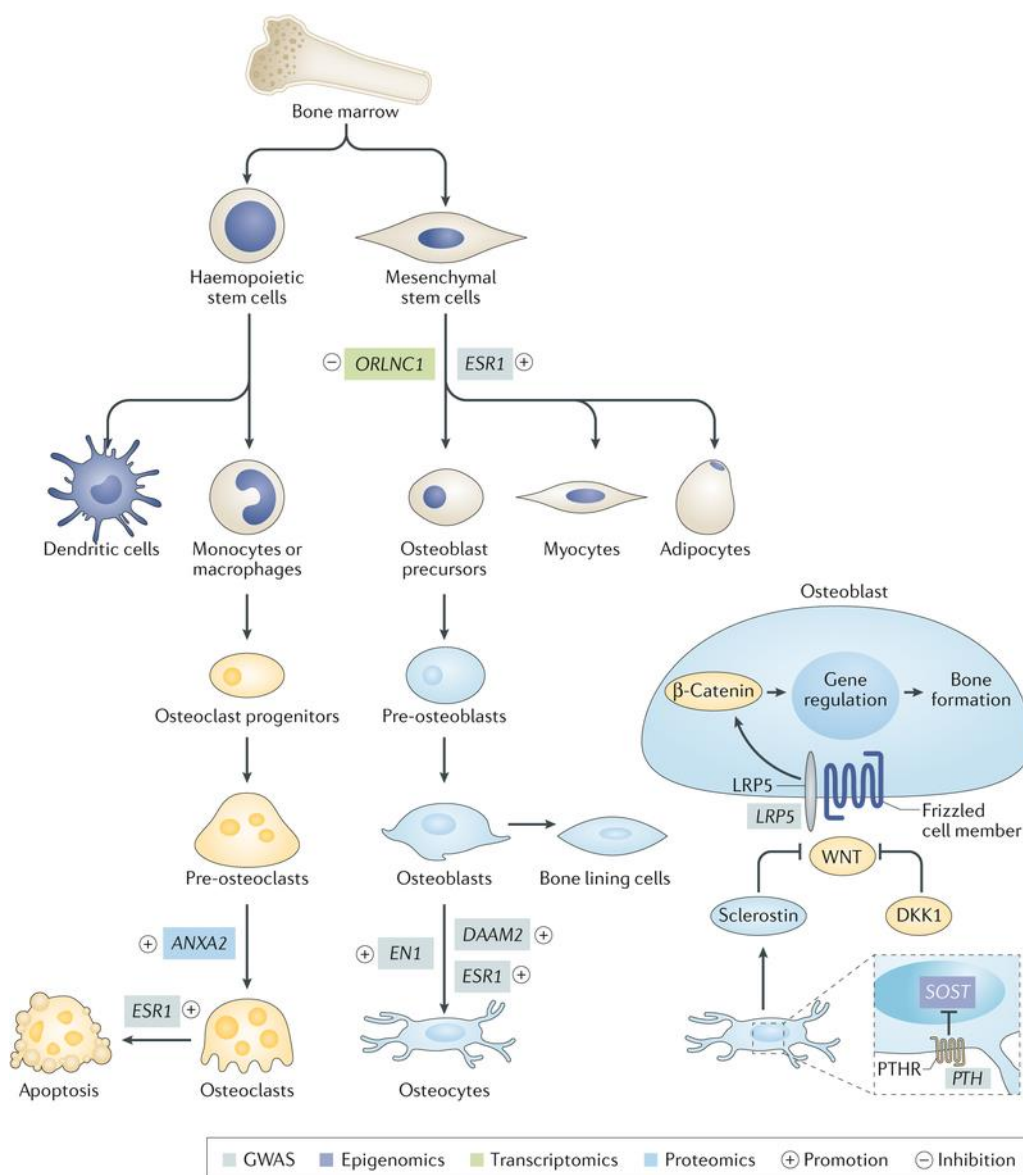 Bone marrow
Haemopoietic
stem cells
Mesenchymal
stem cells
⊖ ORLNC1
ESR1 ⊕
Dendritic cells
Monocytes or
macrophages
Osteoblast
precursors
Myocytes
Adipocytes
Osteoclast progenitors
Pre-osteoblasts
Pre-osteoclasts
Osteoblasts
Bone lining cells
⊕ ANXA2
⊕ EN1
DAAM2 ⊕
ESR1 ⊕
ESR1 ⊕
Apoptosis
Osteoclasts
Osteocytes
Osteoblast
β-Catenin
Gene
regulation
Bone
formation
LRP5
LRP5
Frizzled
cell member
WNT
Sclerostin
DKK1
SOST
PTHR
PTH
GWAS
Epigenomics
Transcriptomics
Proteomics
⊕ Promotion
⊖ Inhibition